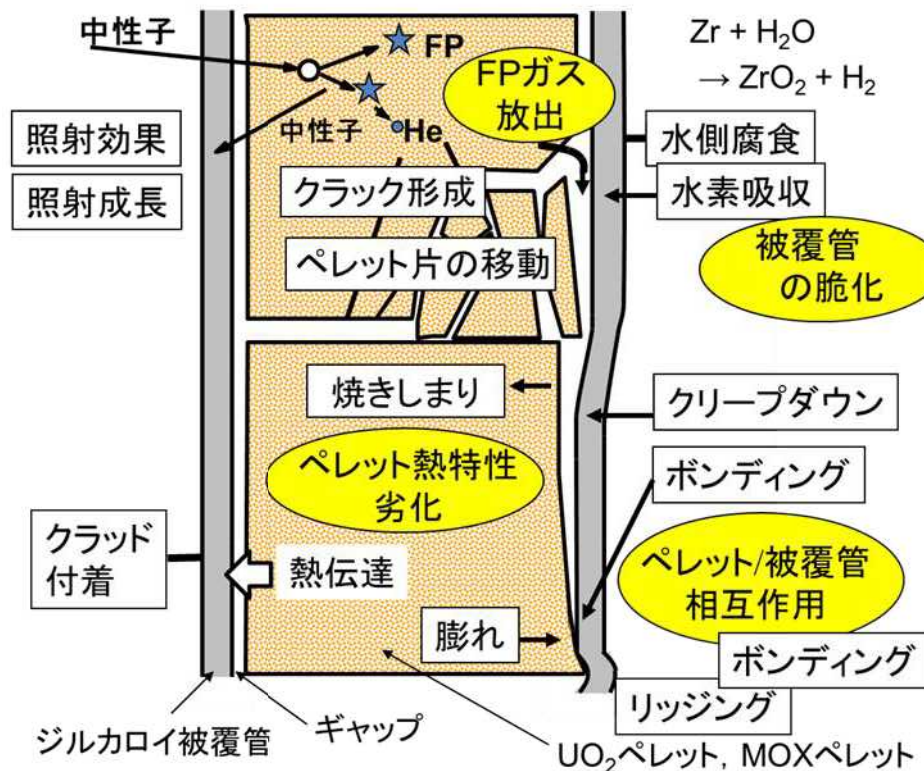 中性子
FP
中性子
He
FPガス
放出
Zr + H₂O
→ ZrO₂ + H₂
照射効果
照射成長
水側腐食
水素吸収
クラック形成
ペレット片の移動
被覆管
の脆化
焼きしまり
クリープダウン
ペレット熱特性
劣化
ボンディング
クラッド
付着
熱伝達
ペレット/被覆管
相互作用
膨れ
ボンディング
リッジング
ジルカロイ被覆管
ギャップ
UO₂ペレット, MOXペレット